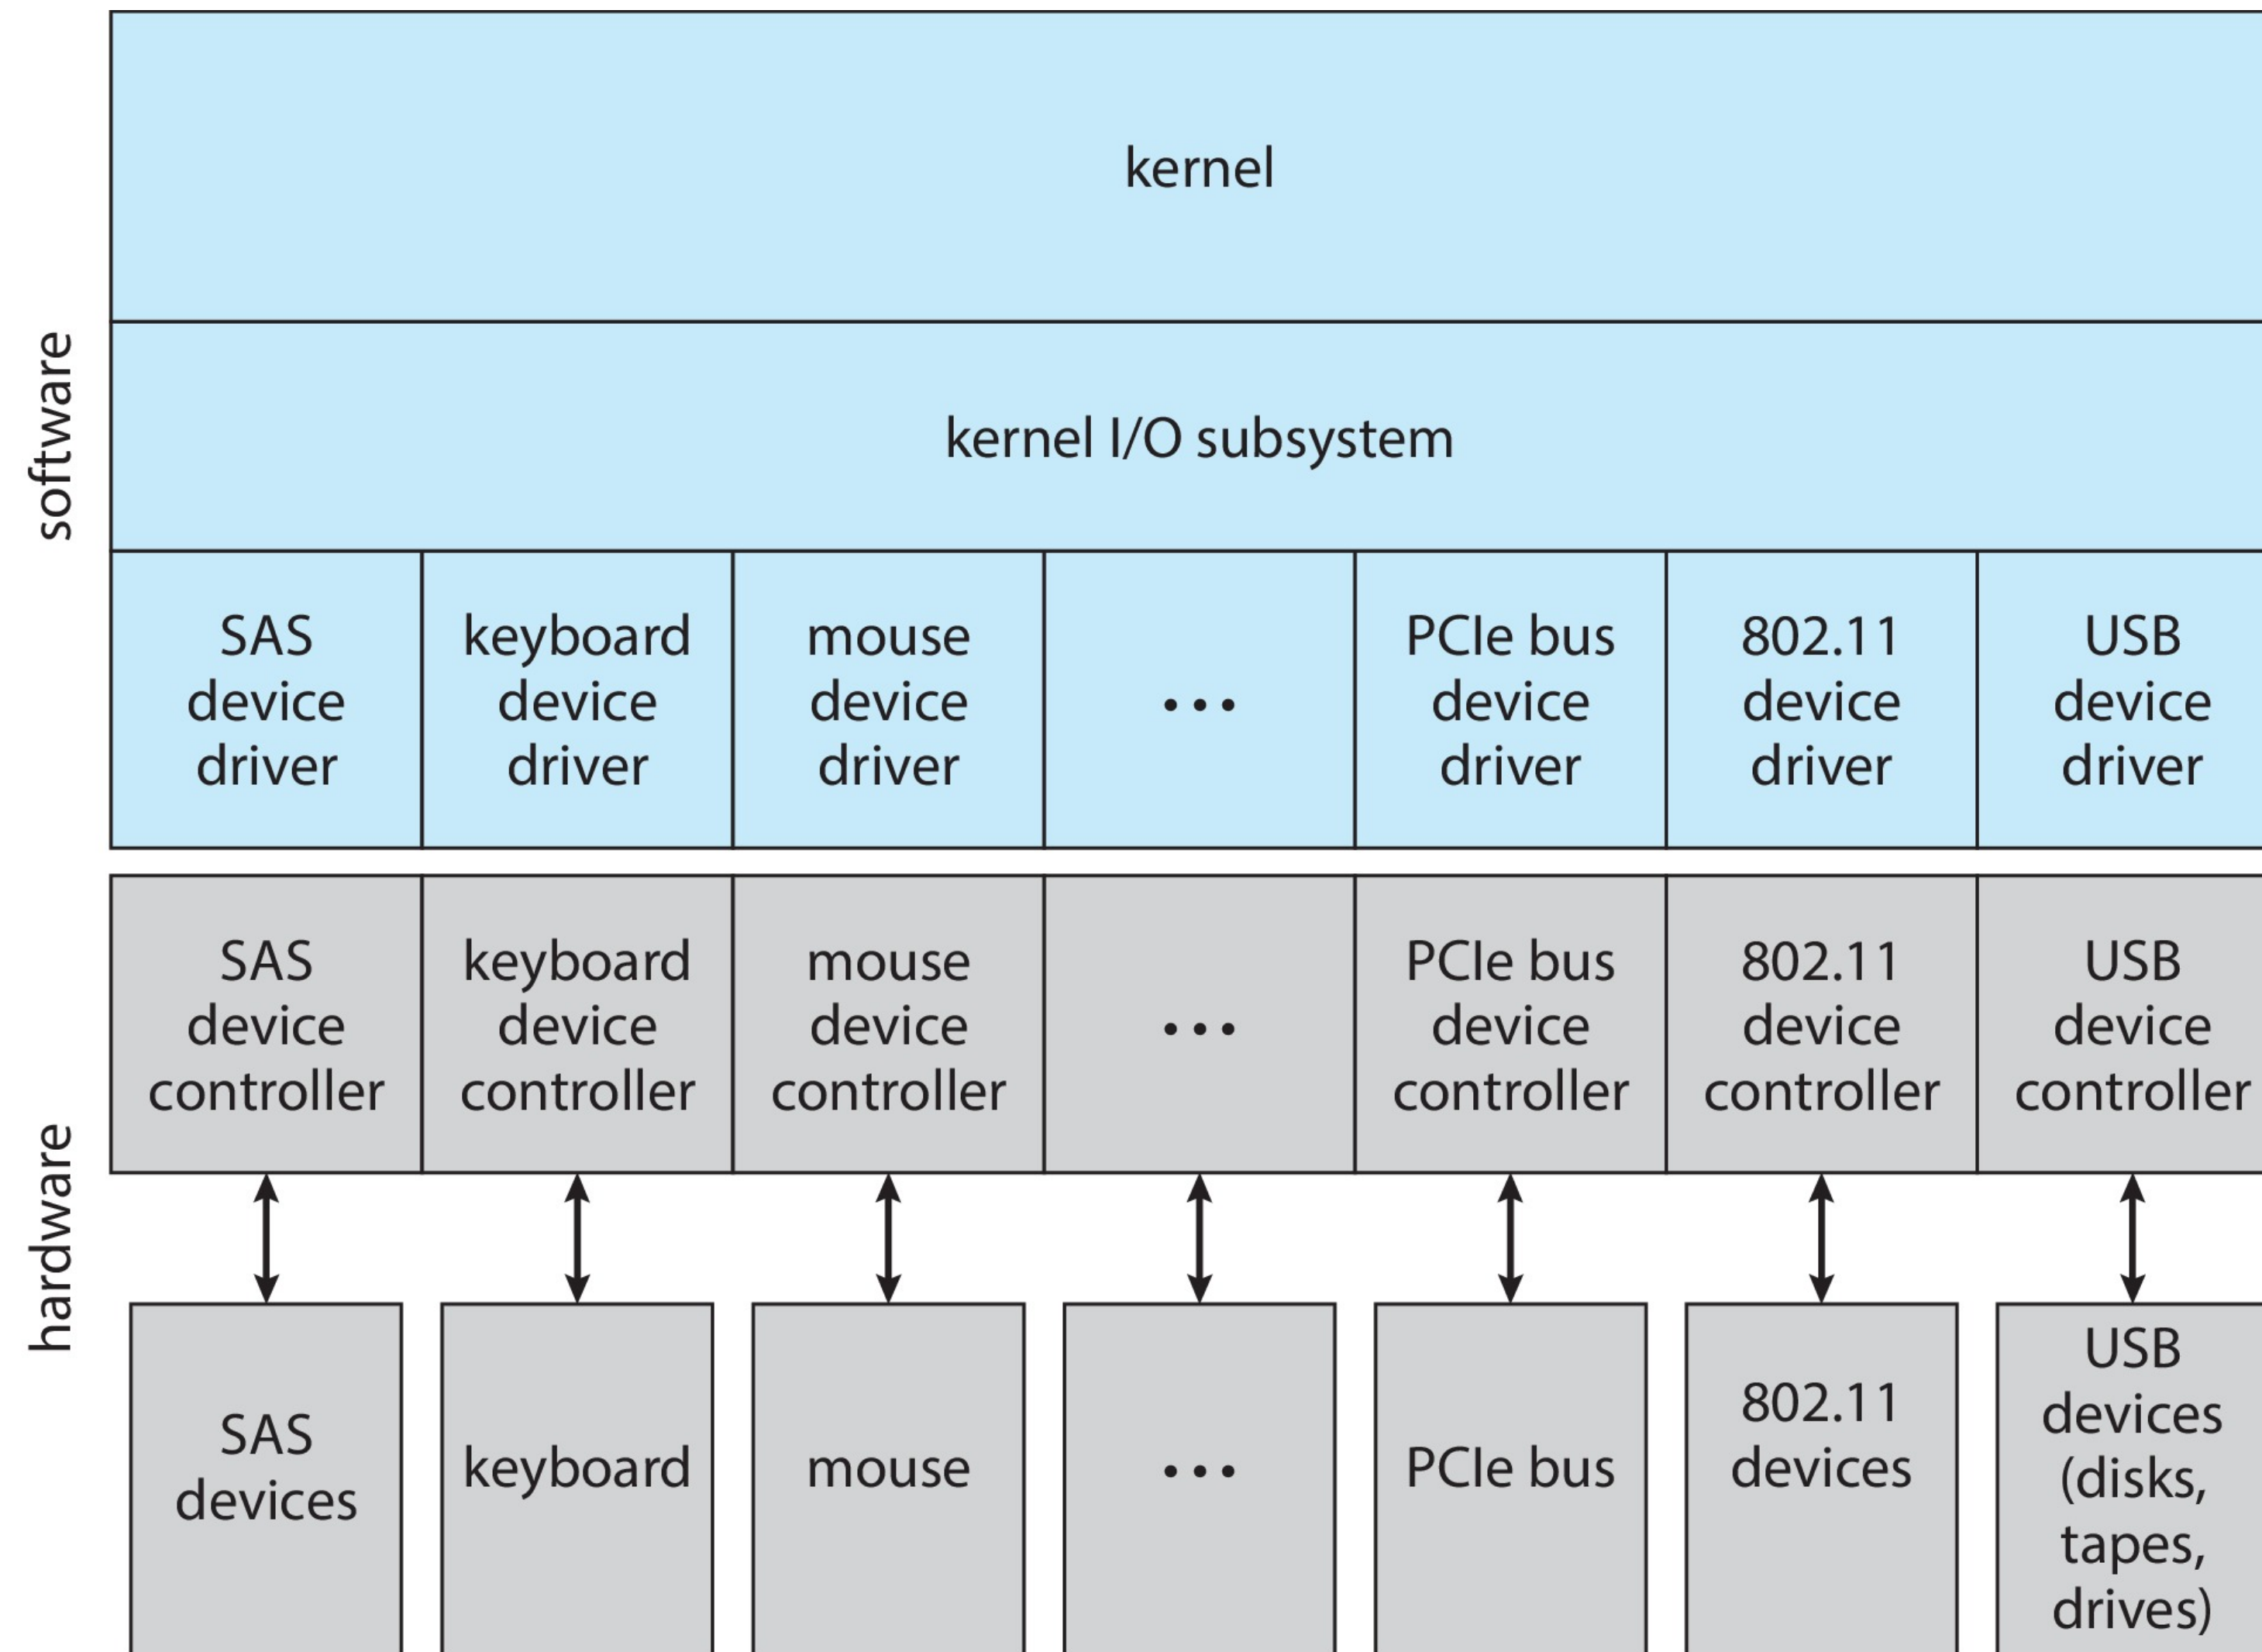 kernel
software
kernel I/O subsystem
SAS
device
driver
keyboard
device
driver
mouse
device
driver
...
PCIe bus
device
driver
802.11
device
driver
USB
device
driver
hardware
SAS
device
controller
keyboard
device
controller
mouse
device
controller
...
PCIe bus
device
controller
802.11
device
controller
USB
device
controller
SAS
devices
keyboard
mouse
...
PCIe bus
802.11
devices
USB
devices
(disks,
tapes,
drives)